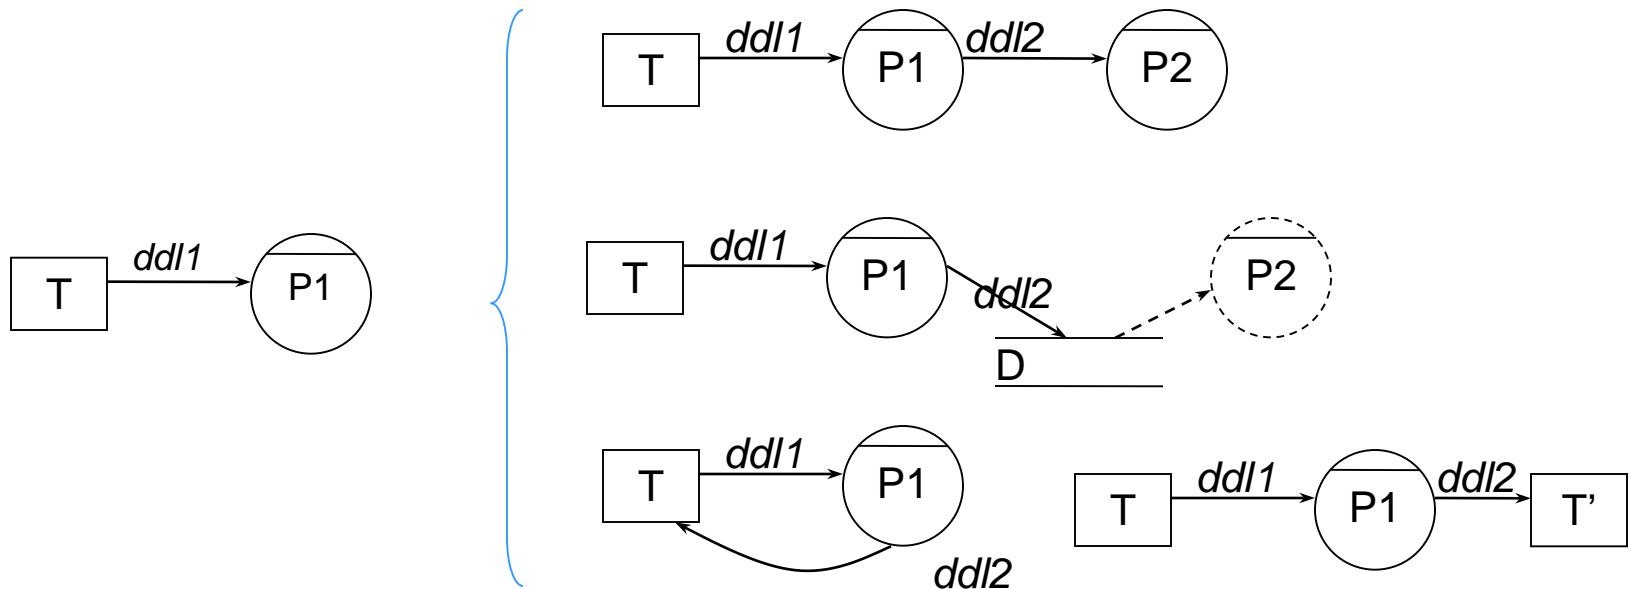 T ddl1 P1
T ddl1 P1 ddl2 P2
T ddl1 P1 ddl2 D P2
T ddl1 P1 ddl2
T ddl1 P1 ddl2 T’